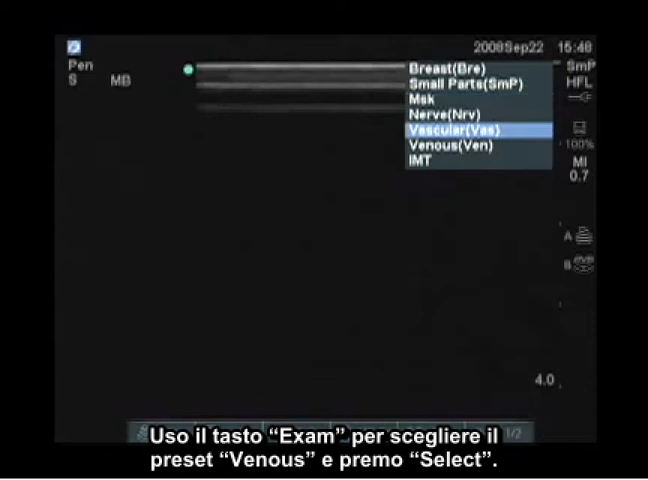 2008Sep22 15:48
Pen
SmP
S MB
HFL
Breast(Bre)
Small Parts(SmP)
Msk
Nerve(Nrv)
Vascular(Vas)
Venous(Ven)
IMT
100%
MI
0.7
A
B
4.0
1/2
Uso il tasto “Exam” per scegliere il
preset “Venous” e premo “Select”.